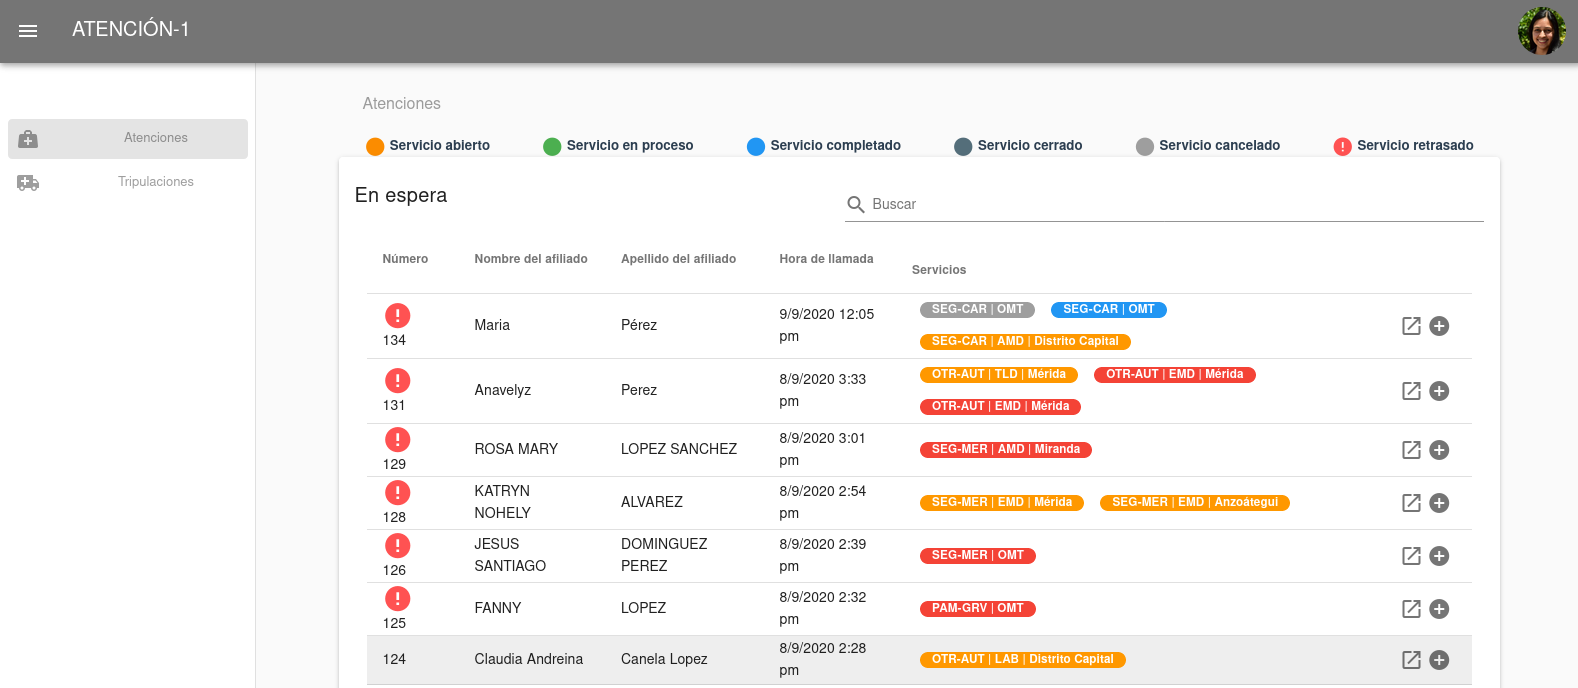 ATENCIÓN-1
Atenciones
Tripulaciones
Atenciones
Servicio abierto
Servicio en proceso
Servicio completado
Servicio cerrado
Servicio cancelado
Servicio retrasado
En espera
Buscar
Número
Nombre del afiliado
Apellido del afiliado
Hora de llamada
Servicios
134
Maria
Pérez
9/9/2020 12:05
pm
SEG-CAR | OMT
SEG-CAR | OMT
SEG-CAR | AMD | Distrito Capital
131
Anavelyz
Perez
8/9/2020 3:33
pm
OTR-AUT | TLD | Mérida
OTR-AUT | EMD | Mérida
OTR-AUT | EMD | Mérida
129
ROSA MARY
LOPEZ SANCHEZ
8/9/2020 3:01
pm
SEG-MER | AMD | Miranda
128
KATRYN
NOHELY
ALVAREZ
8/9/2020 2:54
pm
SEG-MER | EMD | Mérida
SEG-MER | EMD | Anzoátegui
126
JESUS
SANTIAGO
DOMINGUEZ
PEREZ
8/9/2020 2:39
pm
SEG-MER | OMT
125
FANNY
LOPEZ
8/9/2020 2:32
pm
PAM-GRV | OMT
124
Claudia Andreina
Canela Lopez
8/9/2020 2:28
pm
OTR-AUT | LAB | Distrito Capital